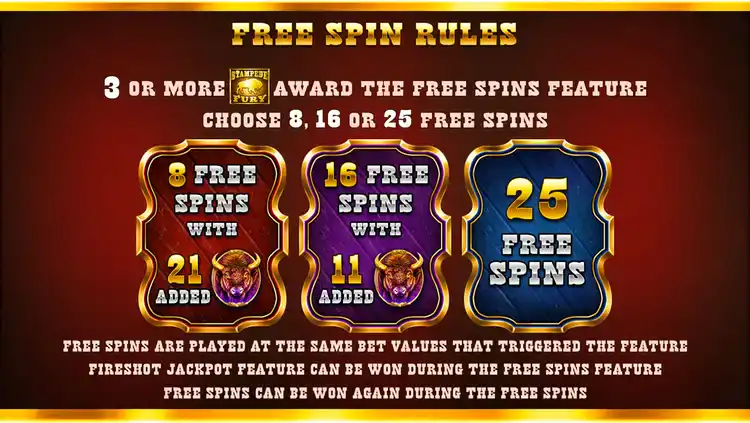 FREE SPIN RULES
3 OR MORE STAMPEDE FURY AWARD THE FREE SPINS FEATURE
CHOOSE 8, 16 OR 25 FREE SPINS
8 FREE
SPINS
WITH
21
ADDED
16 FREE
SPINS
WITH
11
ADDED
25
FREE
SPINS
FREE SPINS ARE PLAYED AT THE SAME BET VALUES THAT TRIGGERED THE FEATURE
FIRESHOT JACKPOT FEATURE CAN BE WON DURING THE FREE SPINS FEATURE
FREE SPINS CAN BE WON AGAIN DURING THE FREE SPINS